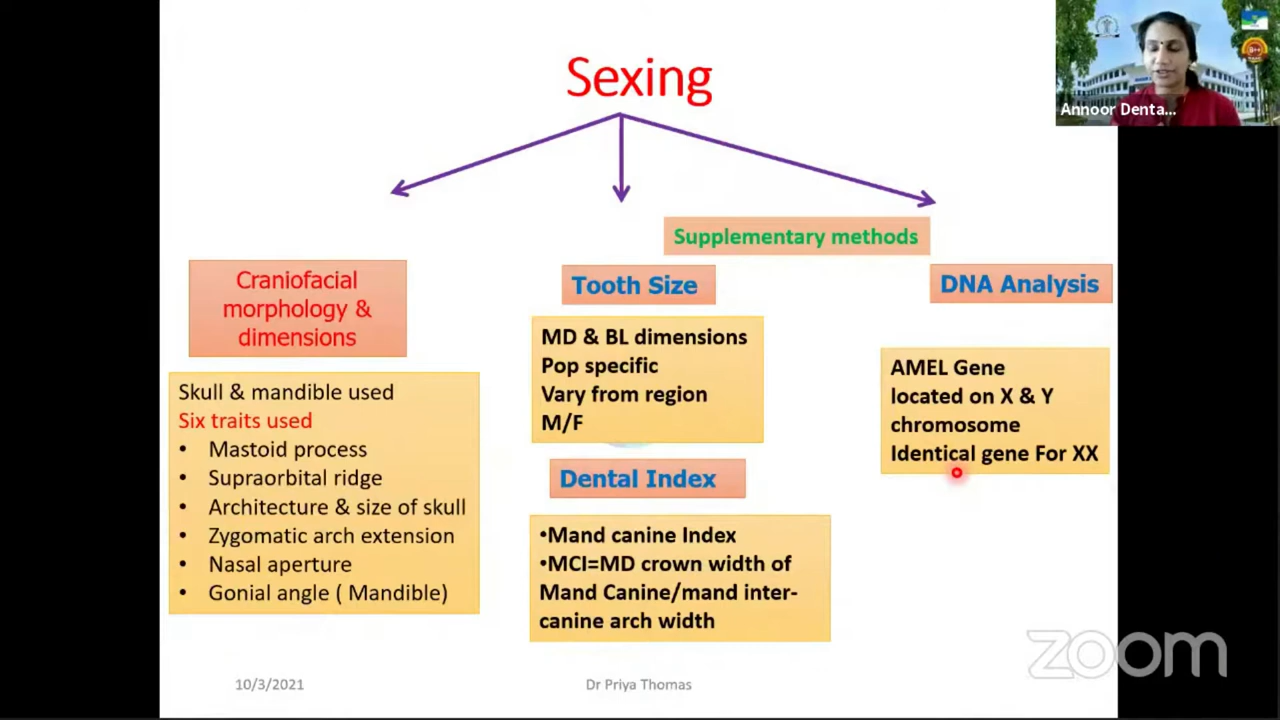 Sexing
Annoor Denta...
Supplementary methods
Craniofacial
morphology &
dimensions
Skull & mandible used
Six traits used
• Mastoid process
• Supraorbital ridge
• Architecture & size of skull
• Zygomatic arch extension
• Nasal aperture
• Gonial angle ( Mandible)
Tooth Size
MD & BL dimensions
Pop specific
Vary from region
M/F
Dental Index
•Mand canine Index
•MCI=MD crown width of
Mand Canine/mand inter-
canine arch width
DNA Analysis
AMEL Gene
located on X & Y
chromosome
Identical gene For XX
10/3/2021
Dr Priya Thomas
zoom